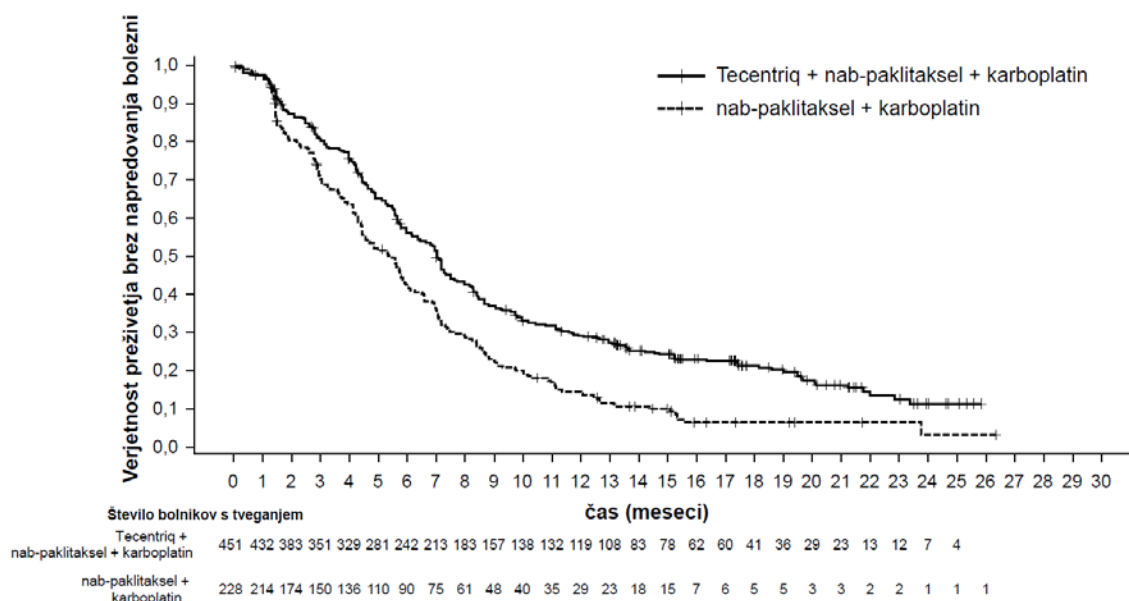 Verjetnost preživetja brez napredovanja bolezni
1,0
0,9
0,8
0,7
0,6
0,5
0,4
0,3
0,2
0,1
0,0
Tecentriq + nab-paklitaksel + karboplatin
nab-paklitaksel + karboplatin
0 1 2 3 4 5 6 7 8 9 10 11 12 13 14 15 16 17 18 19 20 21 22 23 24 25 26 27 28 29 30
čas (meseci)
Število bolnikov s tveganjem
Tecentriq +
nab-paklitaksel + karboplatin
451 432 383 351 329 281 242 213 183 157 138 132 119 108 83 78 62 60 41 36 29 23 13 12 7 4
nab-paklitaksel +
karboplatin
228 214 174 150 136 110 90 75 61 48 40 35 29 23 18 15 7 6 5 5 3 3 2 2 1 1 1